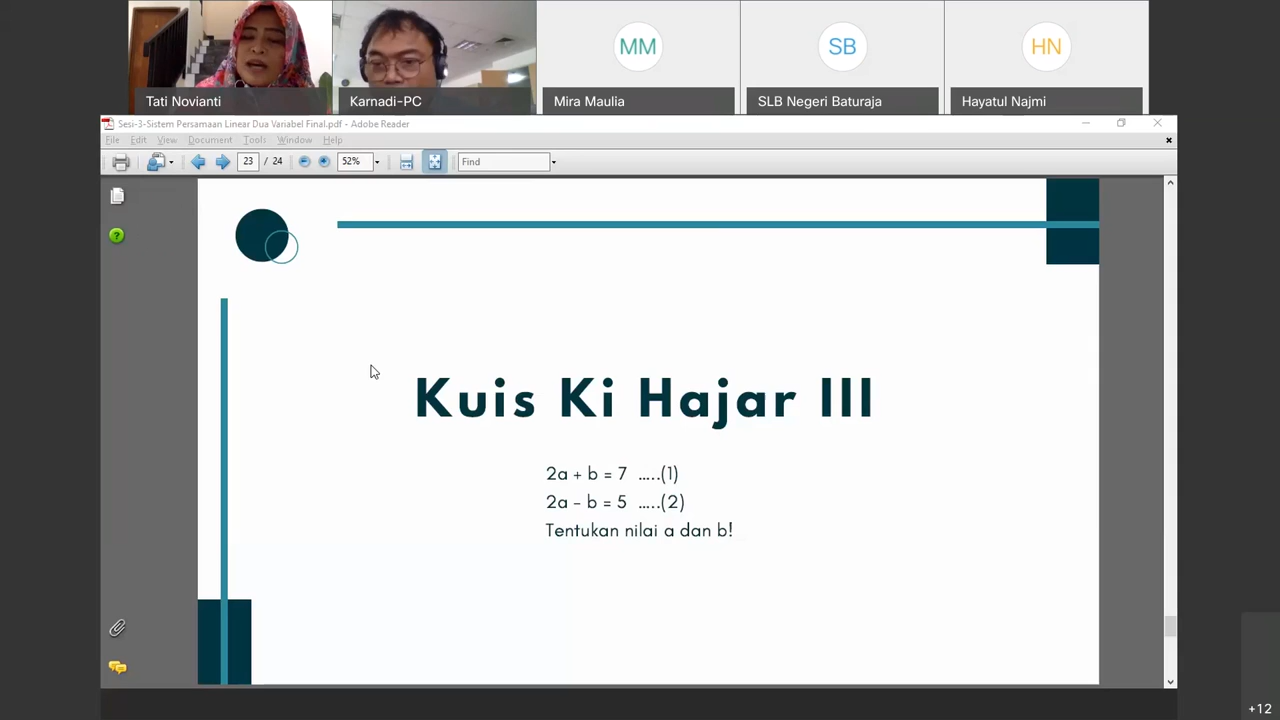 MM
SB
HN
Tati Novianti
Karnadi-PC
Mira Maulia
SLB Negeri Baturaja
Hayatul Najmi
Sesi-3-Sistem Persamaan Linear Dua Variabel Final.pdf - Adobe Reader
File Edit View Document Tools Window Help
23 / 24 52% Find
Kuis Ki Hajar III
2a + b = 7 .....(1)
2a - b = 5 .....(2)
Tentukan nilai a dan b!
+12